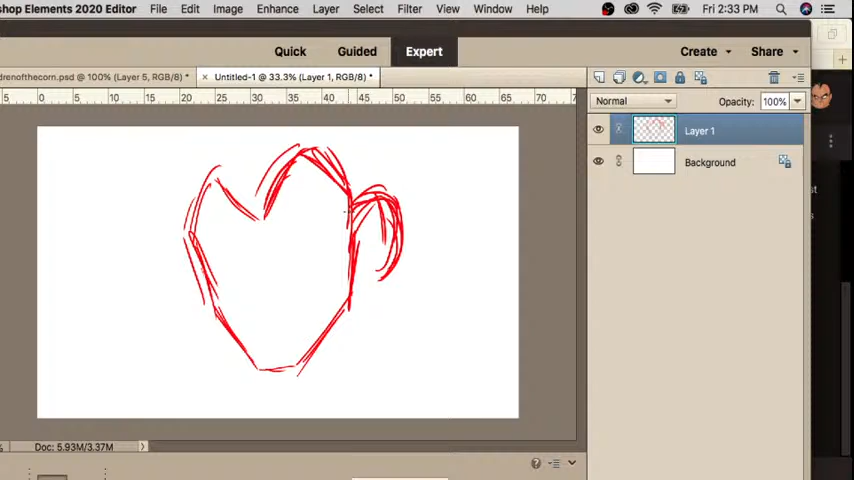 shop Elements 2020 Editor File Edit Image Enhance Layer Select Filter View Window Help Fri 2:33 PM
Quick Guided Expert Create Share
drenofthecorn.psd @ 100% (Layer 5, RGB/8) * × Untitled-1 @ 33.3% (Layer 1, RGB/8) *
5 0 5 10 15 20 25 30 35 40 45 50 55 60 65 70 75
Normal Opacity: 100%
Layer 1
Background
st
s
% Doc: 5.93M/3.37M